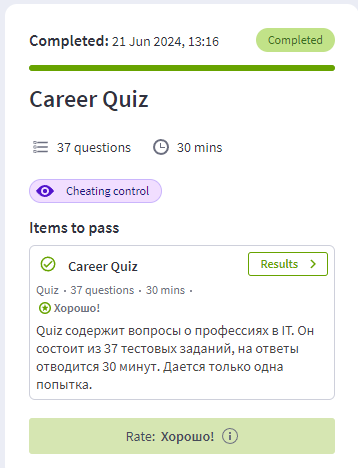 Completed: 21 Jun 2024, 13:16
Completed
Career Quiz
37 questions
30 mins
Cheating control
Items to pass
Career Quiz
Results
Quiz • 37 questions • 30 mins •
Хорошо!
Quiz содержит вопросы о профессиях в IT. Он
состоит из 37 тестовых заданий, на ответы
отводится 30 минут. Дается только одна
попытка.
Rate: Хорошо!